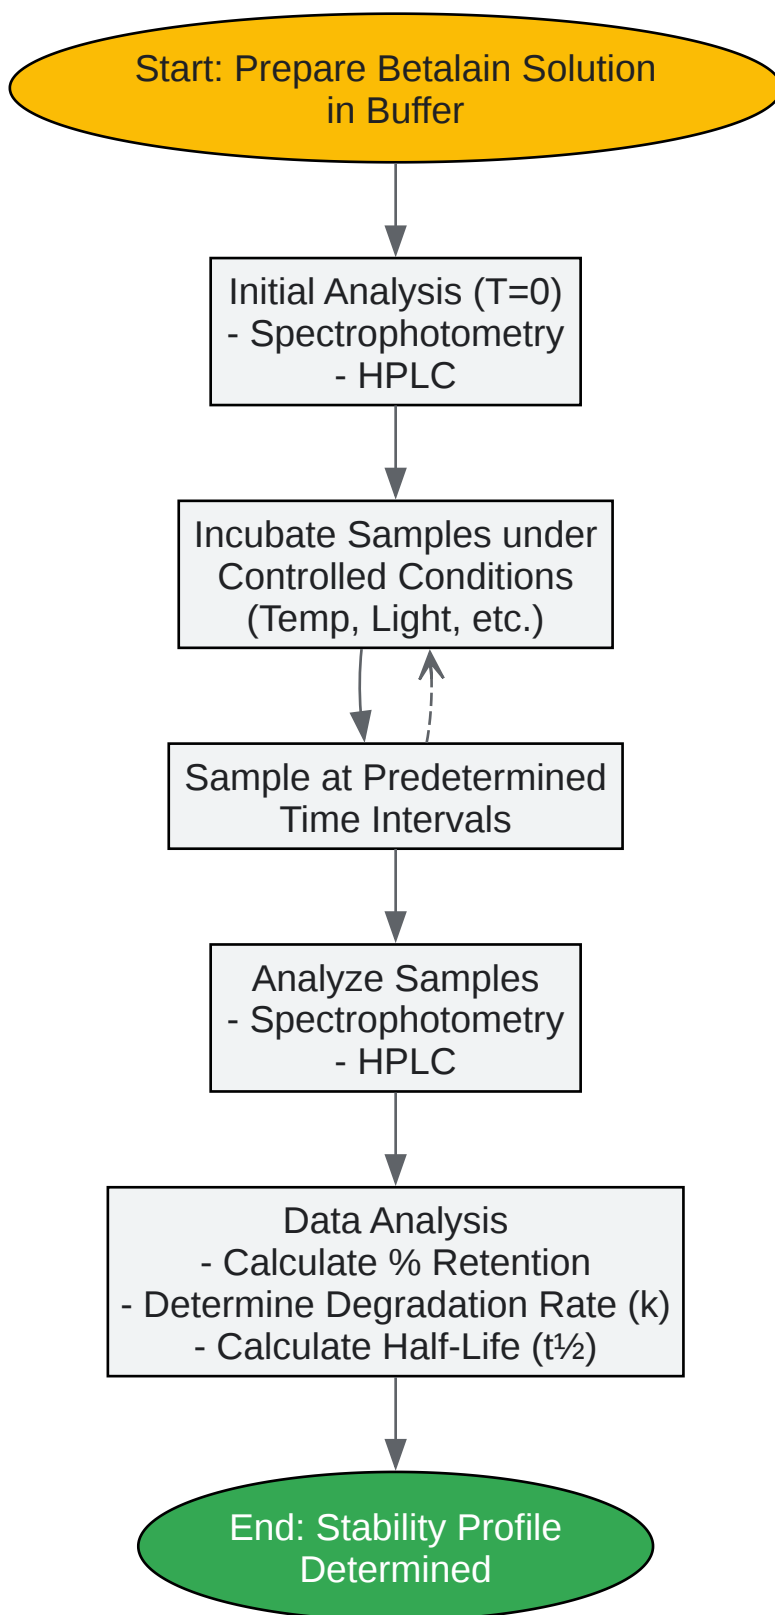 Start: Prepare Betalain Solution
in Buffer
Initial Analysis (T=0)
- Spectrophotometry
- HPLC
Incubate Samples under
Controlled Conditions
(Temp, Light, etc.)
Sample at Predetermined
Time Intervals
Analyze Samples
- Spectrophotometry
- HPLC
Data Analysis
- Calculate % Retention
- Determine Degradation Rate (k)
- Calculate Half-Life (t½)
End: Stability Profile
Determined